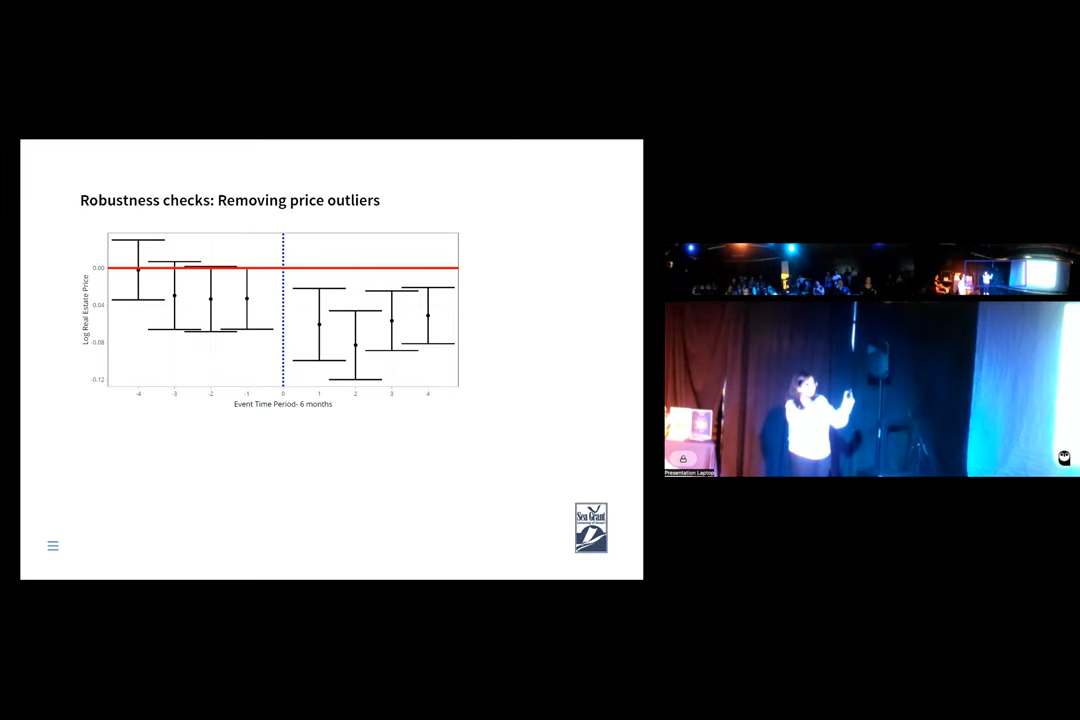 Robustness checks: Removing price outliers
Log Real Estate Price
0.00
-0.04
-0.08
-0.12
-4
-3
-2
-1
0
1
2
3
4
Event Time Period- 6 months
Sea Grant
Presentation Laptop